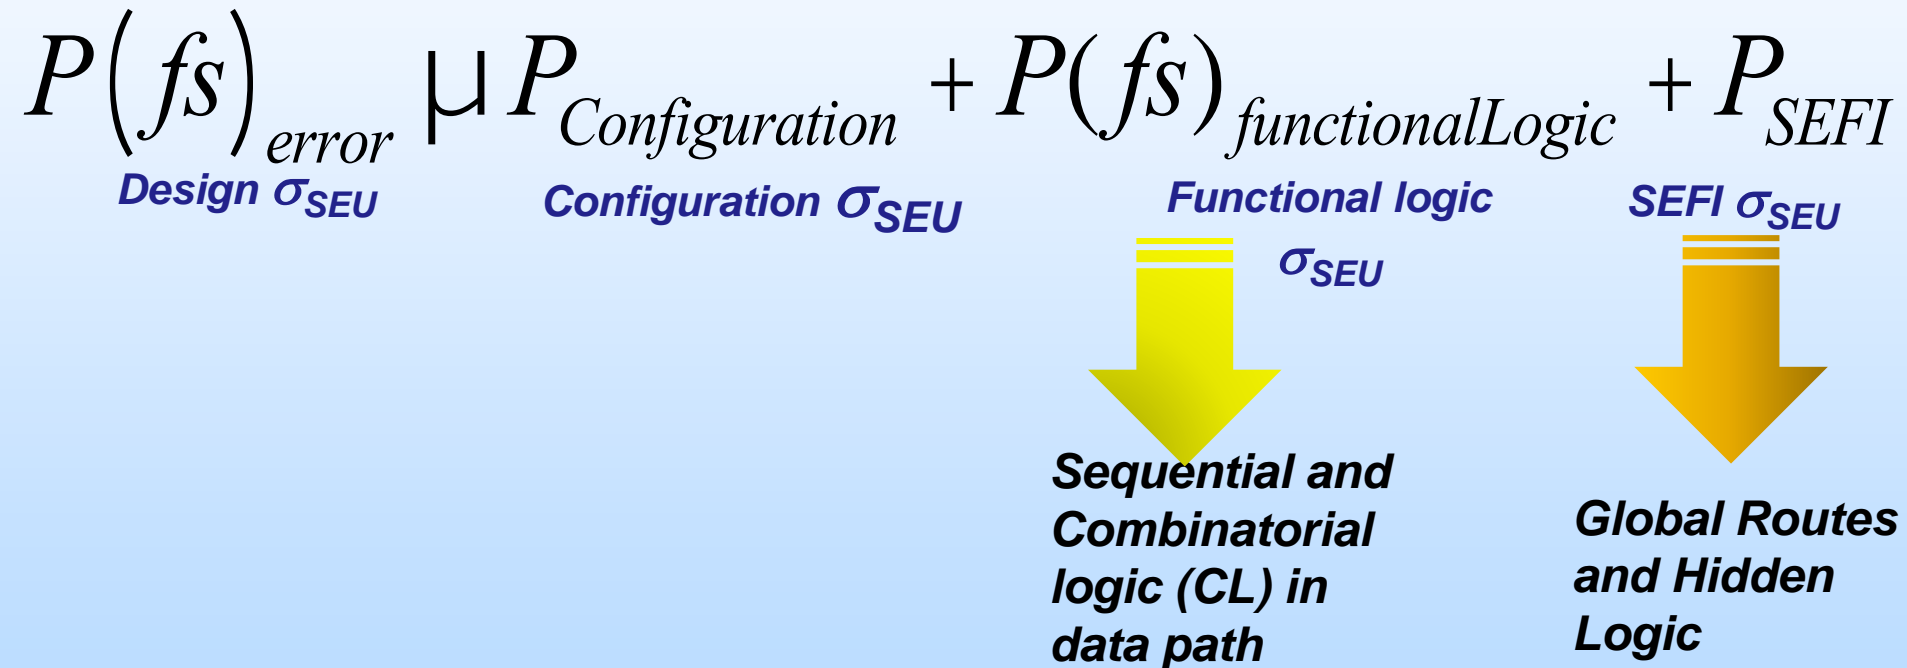 P(fs)error µ PConfiguration + P(fs)functionalLogic + PSEFI
Design σSEU
Configuration σSEU
Functional logic
σSEU
SEFI σSEU
Sequential and
Combinatorial
logic (CL) in
data path
Global Routes
and Hidden
Logic